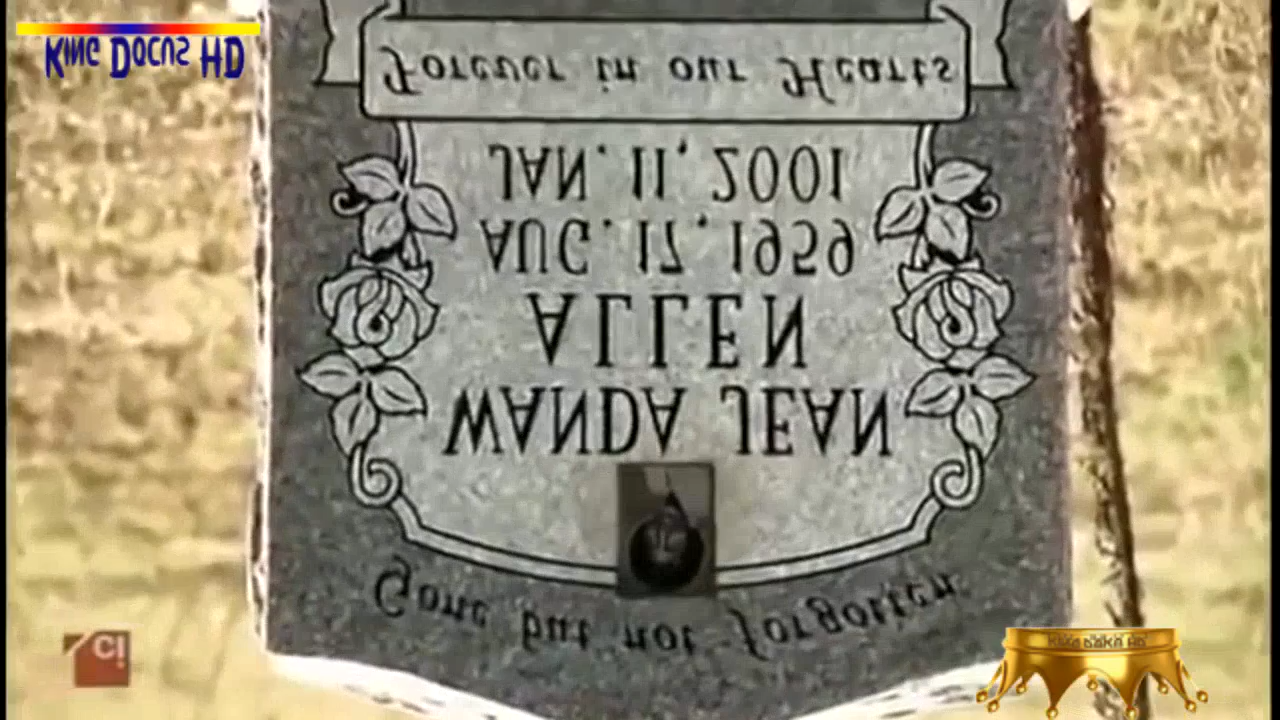 Gone but not forgotten
WANDA JEAN
ALLEN
AUG. 17, 1959
JAN. 11, 2001
Forever in our Hearts
King Docus HD
CI